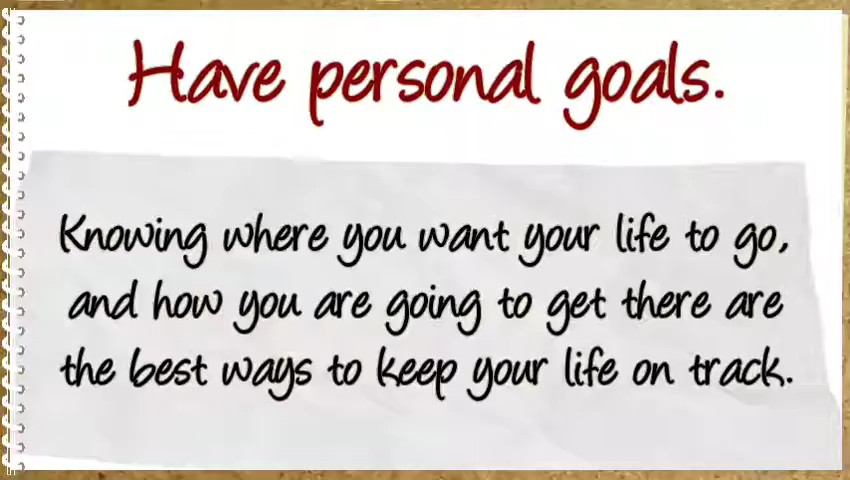 Have personal goals.
Knowing where you want your life to go,
and how you are going to get there are
the best ways to keep your life on track.